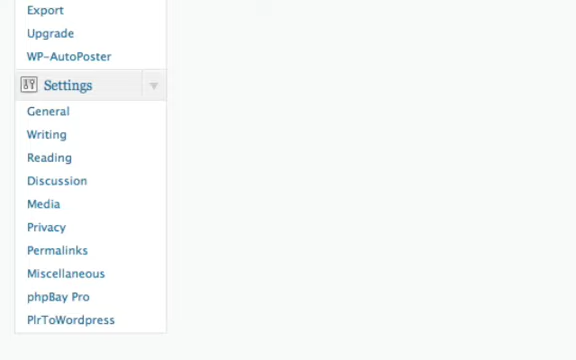 Export
Upgrade
WP-AutoPoster
Settings
General
Writing
Reading
Discussion
Media
Privacy
Permalinks
Miscellaneous
phpBay Pro
PlrToWordpress